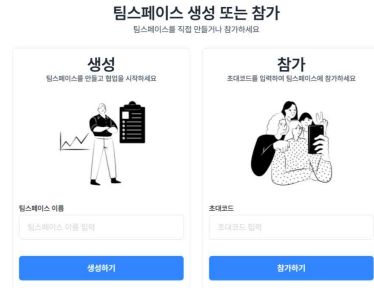 팀스페이스 생성 또는 참가
팀스페이스를 직접 만들거나 참가하세요
생성
팀스페이스를 만들고 협업을 시작하세요
팀스페이스 이름
팀스페이스 이름 입력
생성하기
참가
초대코드를 입력하여 팀스페이스에 참가하세요
초대코드
초대코드 입력
참가하기